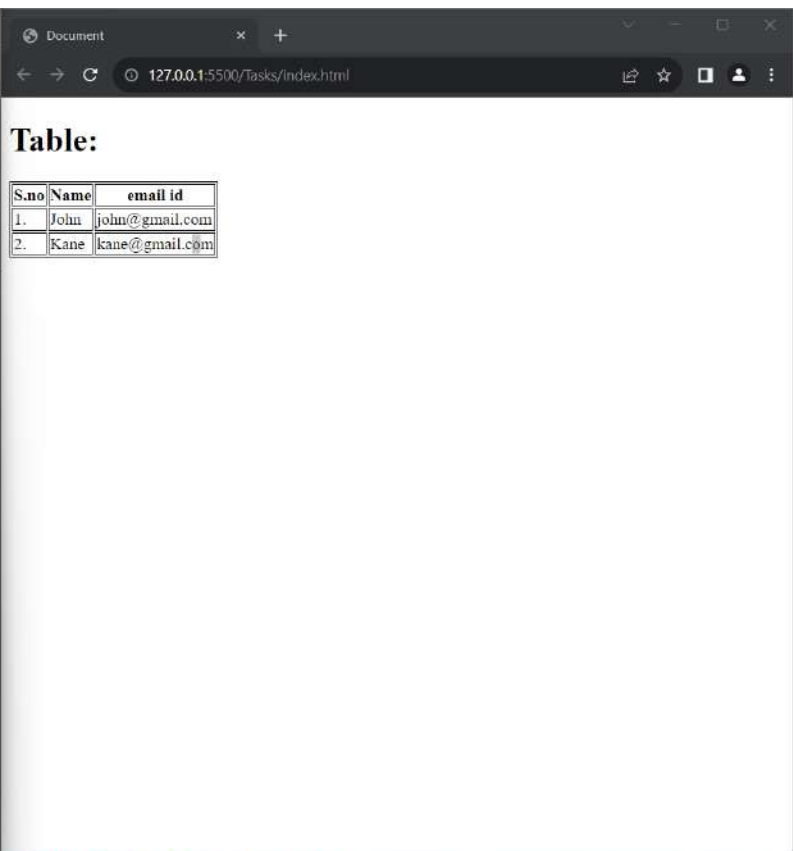 Document
127.0.0.1:5500/Tasks/index.html
Table:
S.no Name email id
1. John john@gmail.com
2. Kane kane@gmail.com